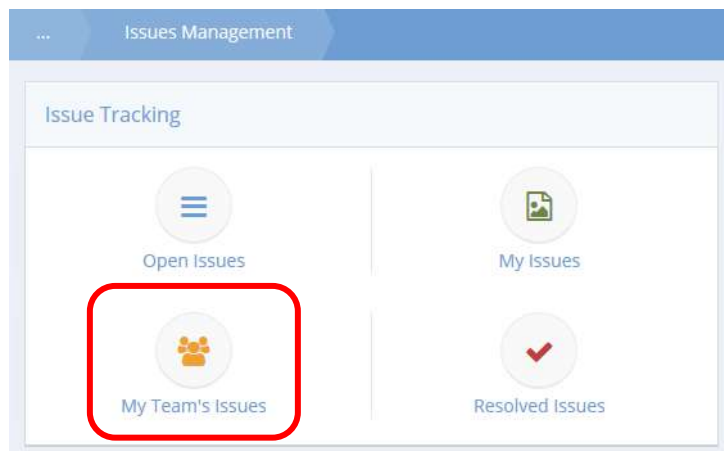 ... Issues Management
Issue Tracking
Open Issues My Issues
My Team's Issues Resolved Issues